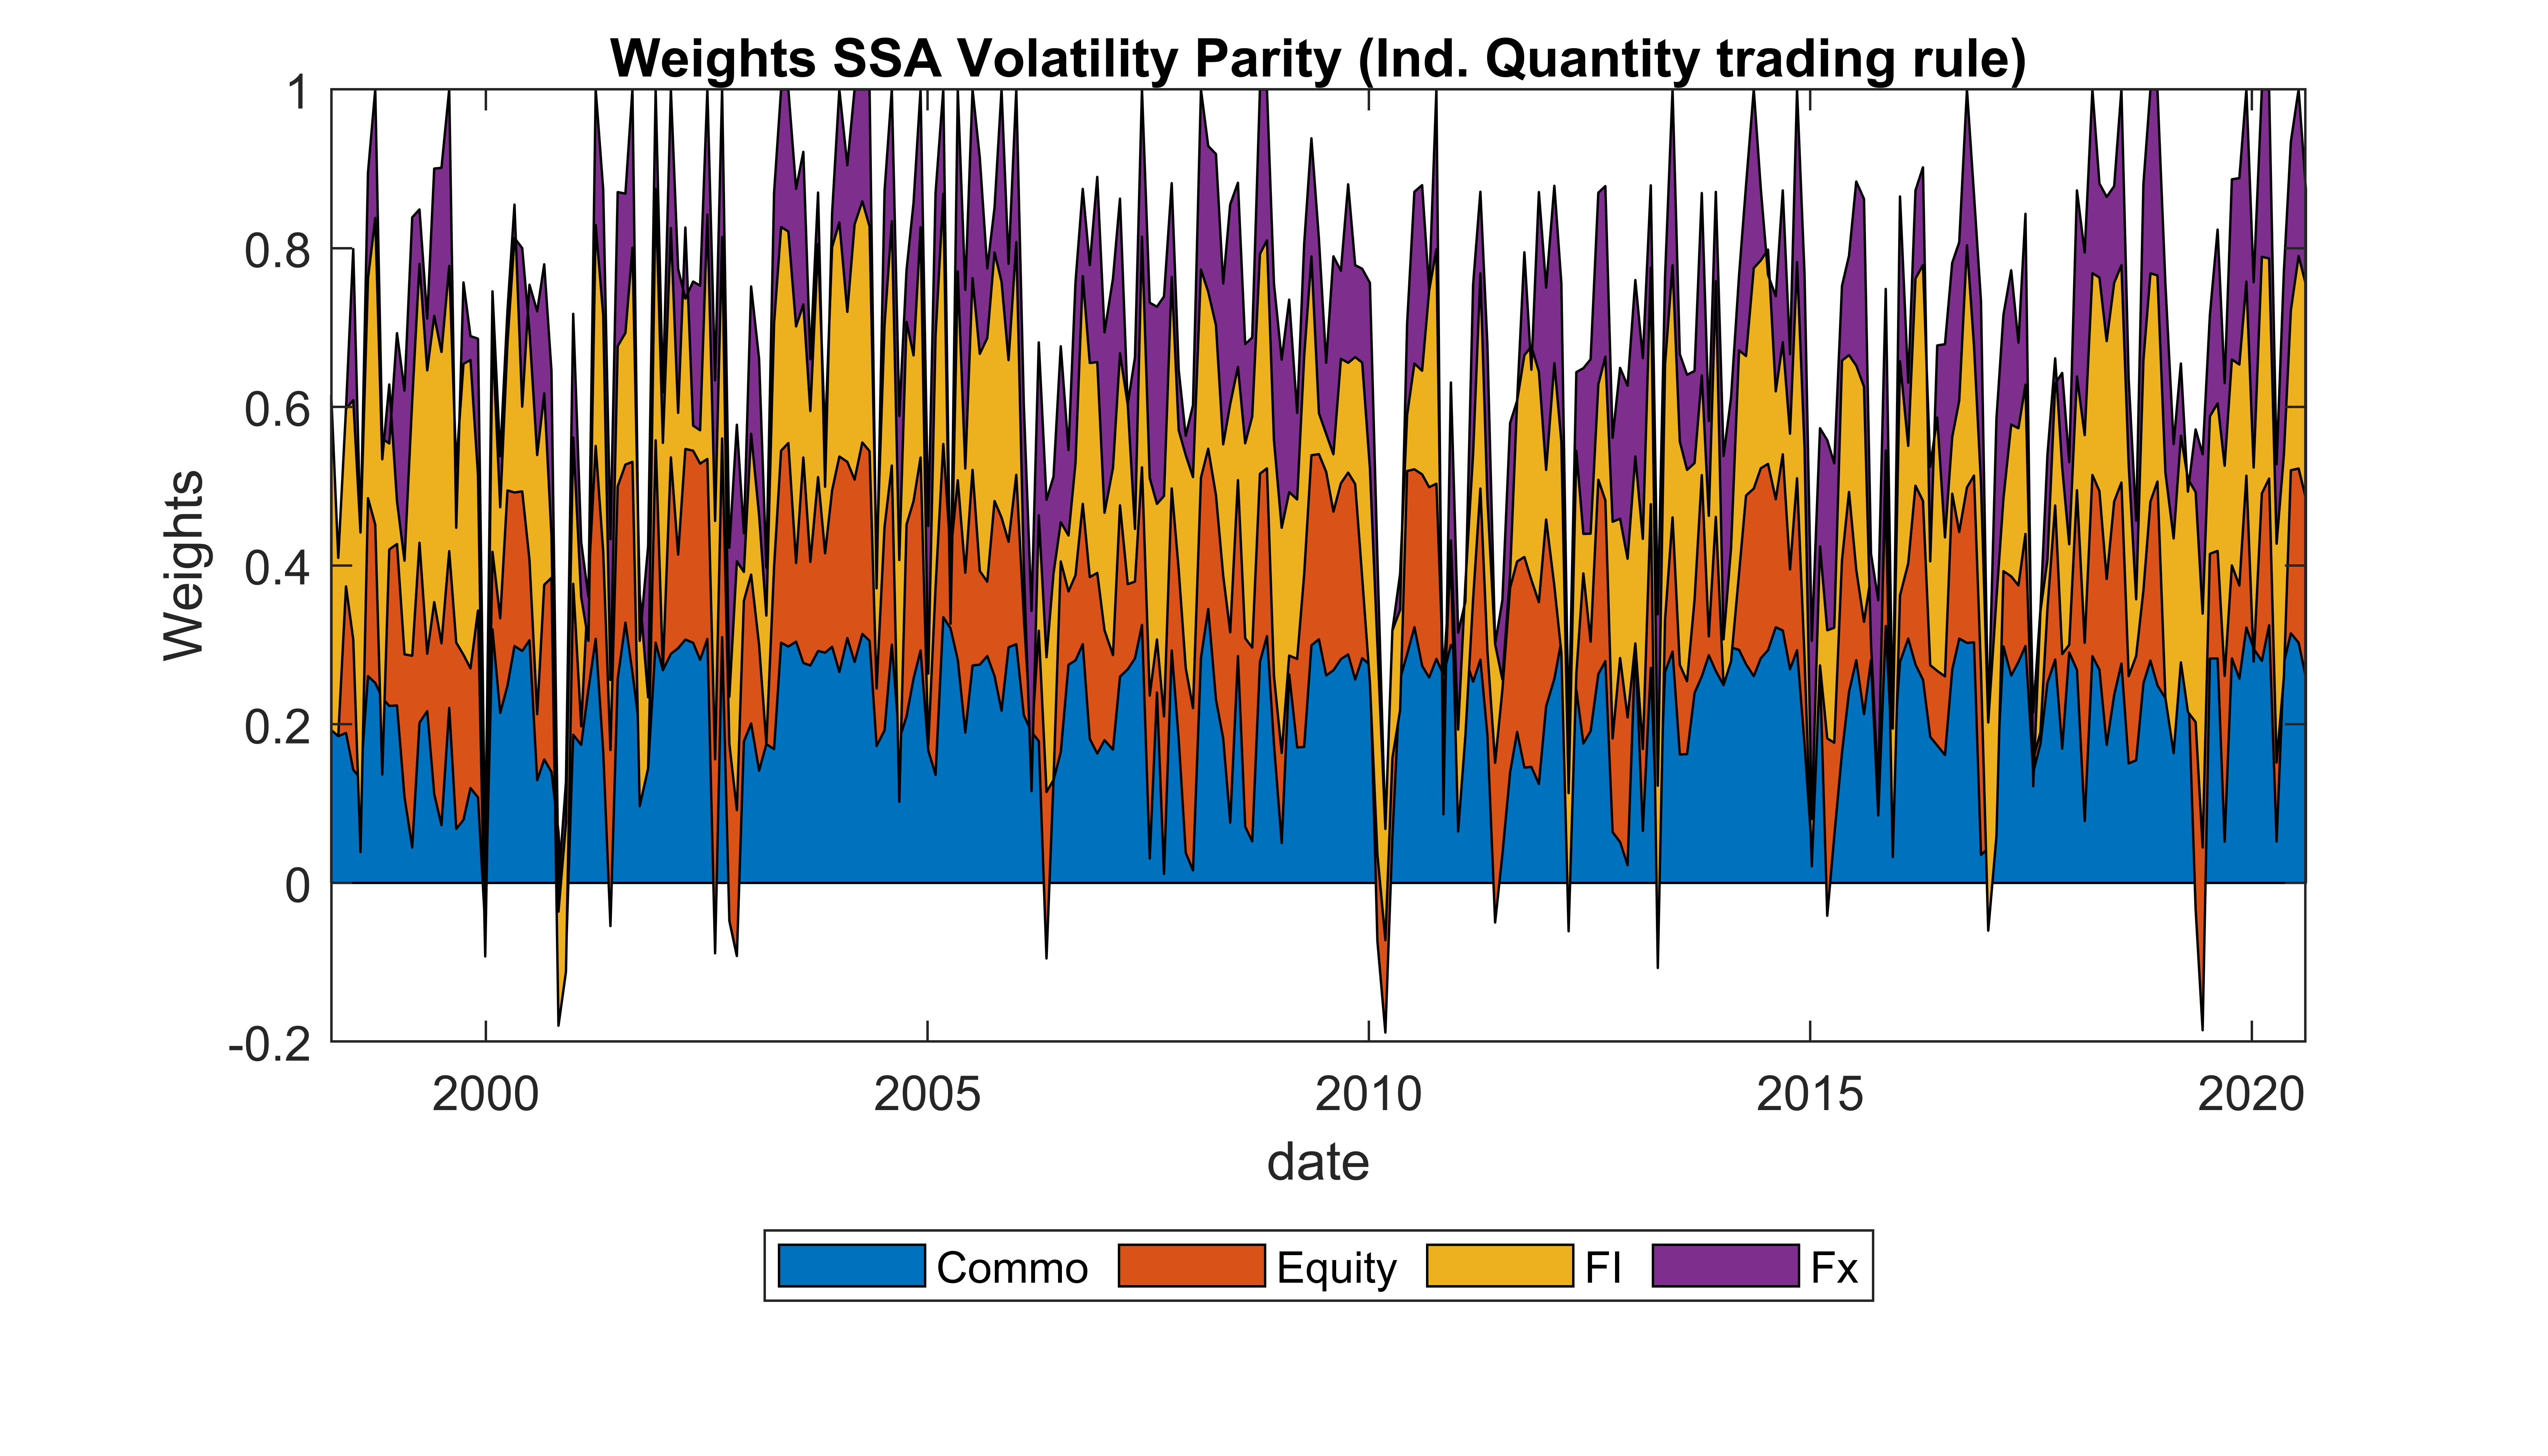 Weights SSA Volatility Parity (Ind. Quantity trading rule)
1
0.8
0.6
0.4
0.2
0
-0.2
Weights
2000 2005 2010 2015 2020
date
Commo Equity FI Fx